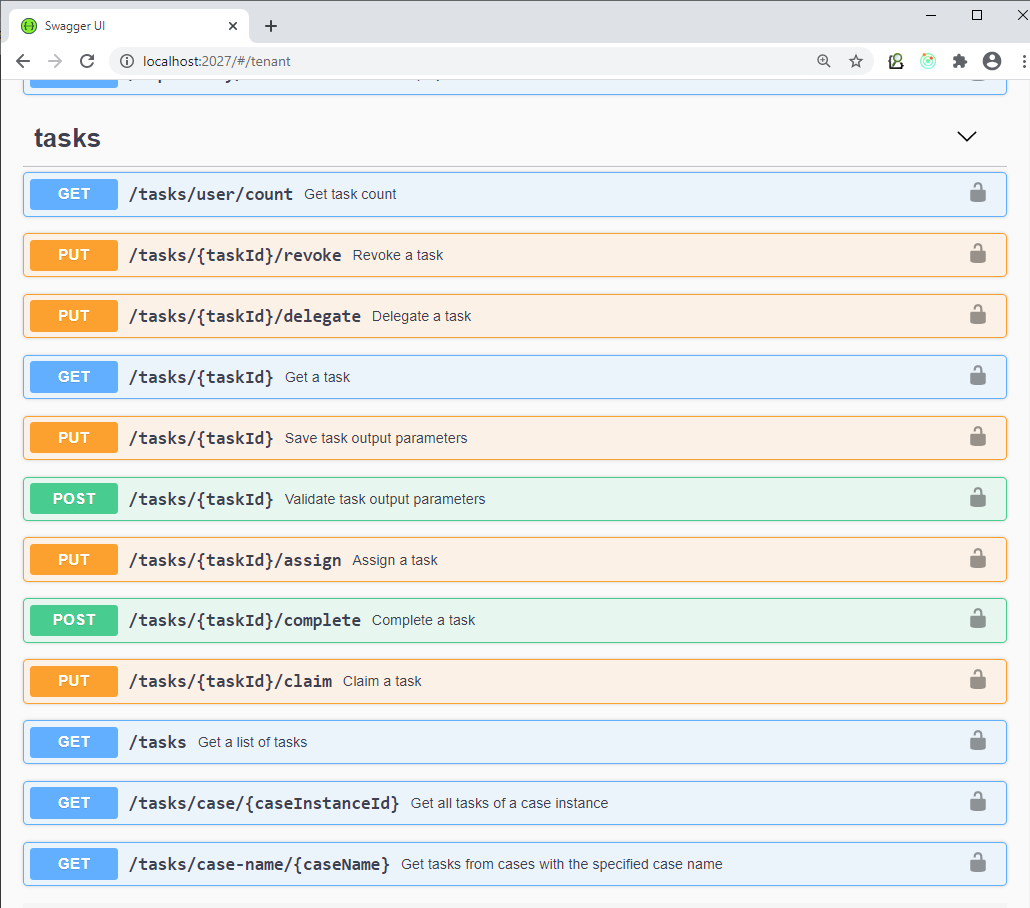 Swagger UI
localhost:2027/#/tenant
tasks
GET /tasks/user/count Get task count
PUT /tasks/{taskId}/revoke Revoke a task
PUT /tasks/{taskId}/delegate Delegate a task
GET /tasks/{taskId} Get a task
PUT /tasks/{taskId} Save task output parameters
POST /tasks/{taskId} Validate task output parameters
PUT /tasks/{taskId}/assign Assign a task
POST /tasks/{taskId}/complete Complete a task
PUT /tasks/{taskId}/claim Claim a task
GET /tasks Get a list of tasks
GET /tasks/case/{caseInstanceId} Get all tasks of a case instance
GET /tasks/case-name/{caseName} Get tasks from cases with the specified case name